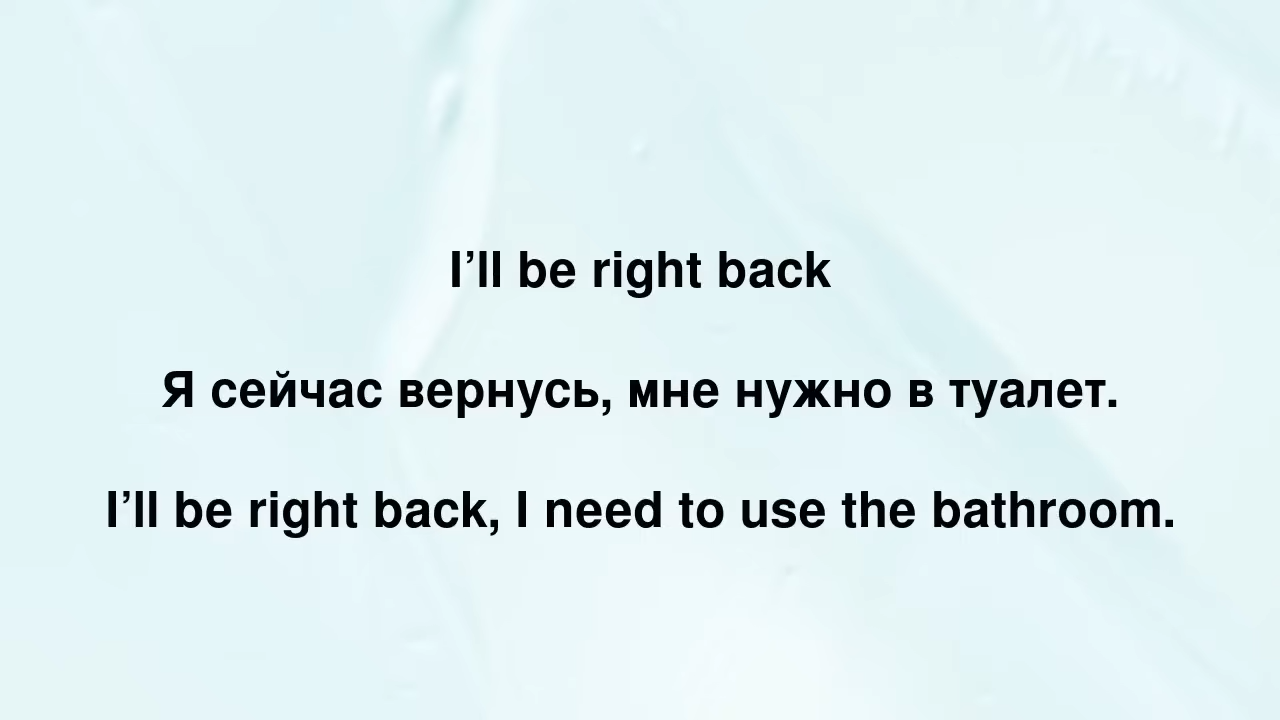 I’ll be right back
Я сейчас вернусь, мне нужно в туалет.
I’ll be right back, I need to use the bathroom.